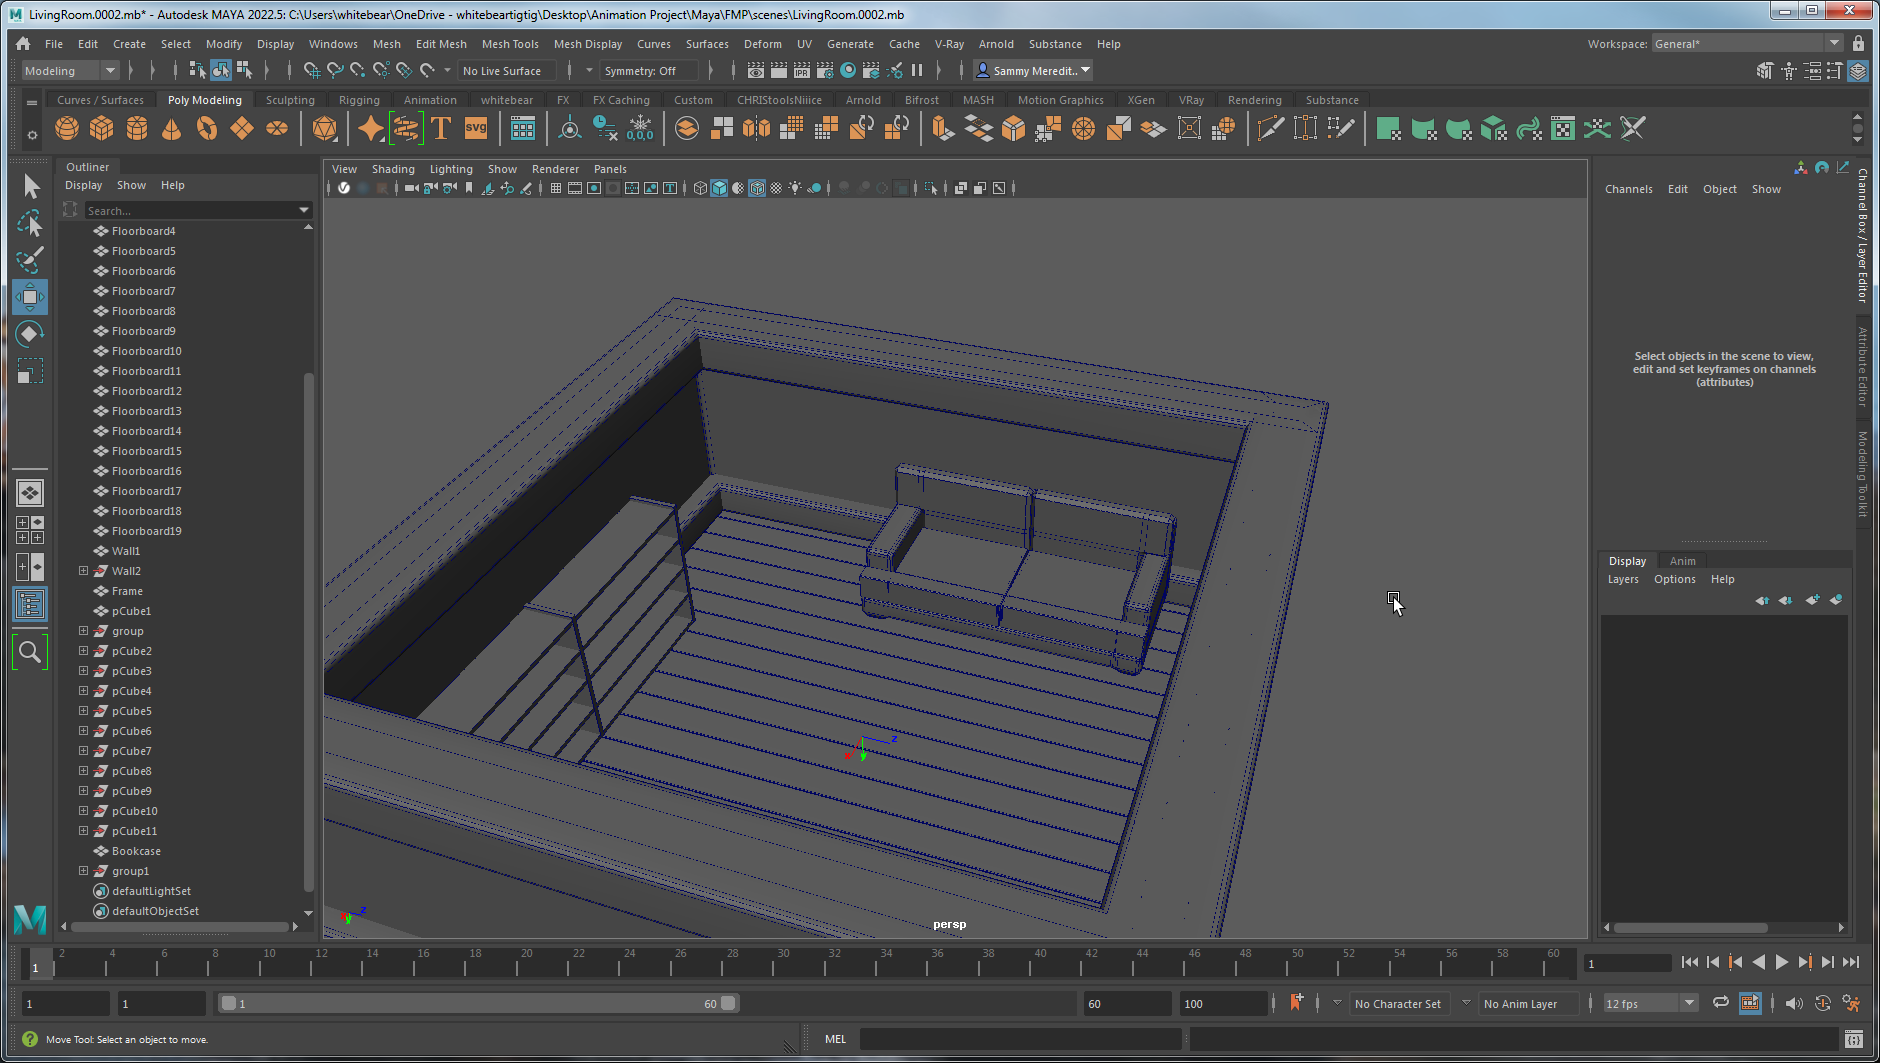 LivingRoom.0002.mb* - Autodesk MAYA 2022.5: C:\Users\whitebear\OneDrive - whitebeartigtig\Desktop\Animation Project\Maya\FMP\scenes\LivingRoom.0002.mb
File Edit Create Select Modify Display Windows Mesh Edit Mesh Mesh Tools Mesh Display Curves Surfaces Deform UV Generate Cache V-Ray Arnold Substance Help
Workspace: General*
Modeling No Live Surface Symmetry: Off IPR Sammy Meredit..
Curves / Surfaces Poly Modeling Sculpting Rigging Animation whitebear FX FX Caching Custom CHRIStoolsNiiice Arnold Bifrost MASH Motion Graphics XGen VRay Rendering Substance
T svg 0,0,0
Outliner
Display Show Help
Search...
Floorboard4
Floorboard5
Floorboard6
Floorboard7
Floorboard8
Floorboard9
Floorboard10
Floorboard11
Floorboard12
Floorboard13
Floorboard14
Floorboard15
Floorboard16
Floorboard17
Floorboard18
Floorboard19
Wall1
Wall2
Frame
pCube1
group
pCube2
pCube3
pCube4
pCube5
pCube6
pCube7
pCube8
pCube9
pCube10
pCube11
Bookcase
group1
defaultLightSet
defaultObjectSet
View Shading Lighting Show Renderer Panels
z
x
y
z
x
y
persp
Channels Edit Object Show
Select objects in the scene to view,
edit and set keyframes on channels
(attributes)
Channel Box / Layer Editor
Attribute Editor
Modeling Toolkit
Display Anim
Layers Options Help
1 2 4 6 8 10 12 14 16 18 20 22 24 26 28 30 32 34 36 38 40 42 44 46 48 50 52 54 56 58 60
1
1 1 1 60 60 100 No Character Set No Anim Layer 12 fps
Move Tool: Select an object to move.
MEL